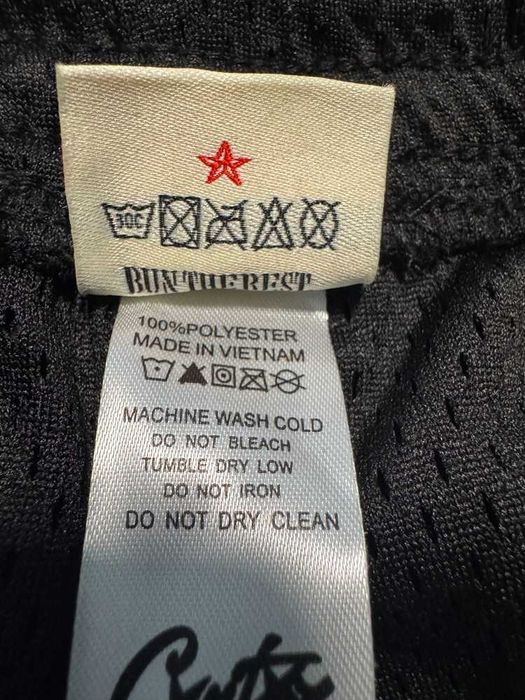 30C
RUN THE REST
100%POLYESTER
MADE IN VIETNAM
MACHINE WASH COLD
DO NOT BLEACH
TUMBLE DRY LOW
DO NOT IRON
DO NOT DRY CLEAN